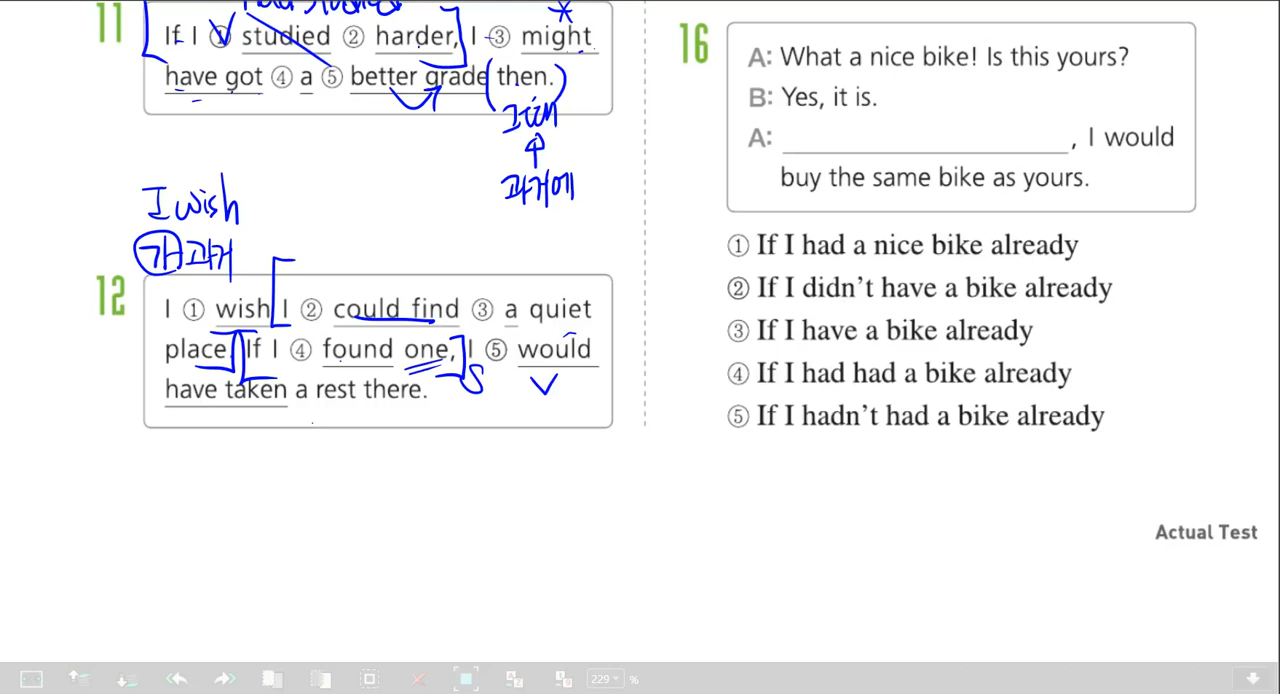 11
If I ① studied ② harder, I ③ might
have got ④ a ⑤ better grade then.
그때
과거에
I wish
가 과거
12
I ① wish I ② could find ③ a quiet
place. If I ④ found one, I ⑤ would
S
have taken a rest there.
16
A: What a nice bike! Is this yours?
B: Yes, it is.
A: ____________________, I would
buy the same bike as yours.
① If I had a nice bike already
② If I didn't have a bike already
③ If I have a bike already
④ If I had had a bike already
⑤ If I hadn't had a bike already
Actual Test
229 %